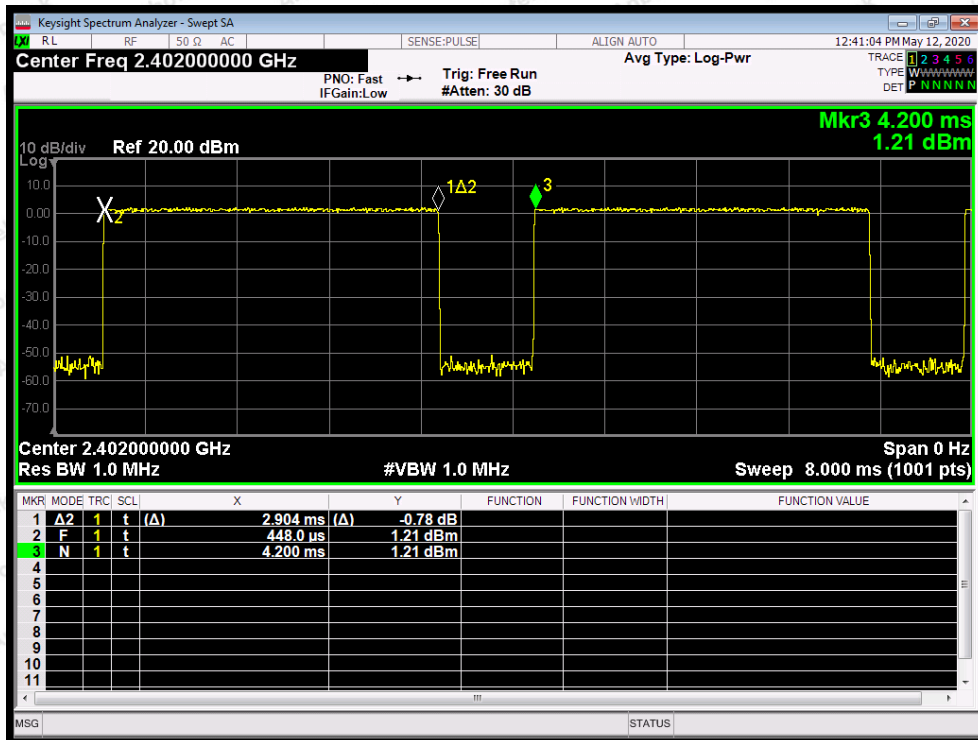 Keysight Spectrum Analyzer - Swept SA
LXI RL RF 50 Ω AC SENSE:PULSE ALIGN AUTO 12:41:04 PM May 12, 2020
Center Freq 2.402000000 GHz
PNO: Fast
IFGain:Low
Trig: Free Run
#Atten: 30 dB
Avg Type: Log-Pwr
TRACE 1 2 3 4 5 6
TYPE W
DET P N N N N N
Mkr3 4.200 ms
1.21 dBm
10 dB/div Ref 20.00 dBm
Log
10.0
0.00
-10.0
-20.0
-30.0
-40.0
-50.0
-60.0
-70.0
2
1Δ2
3
Center 2.402000000 GHz Span 0 Hz
Res BW 1.0 MHz #VBW 1.0 MHz Sweep 8.000 ms (1001 pts)
MKR MODE TRC SCL X Y FUNCTION FUNCTION WIDTH FUNCTION VALUE
1 Δ2 1 t (Δ) 2.904 ms (Δ) -0.78 dB
2 F 1 t 448.0 µs 1.21 dBm
3 N 1 t 4.200 ms 1.21 dBm
4
5
6
7
8
9
10
11
MSG STATUS